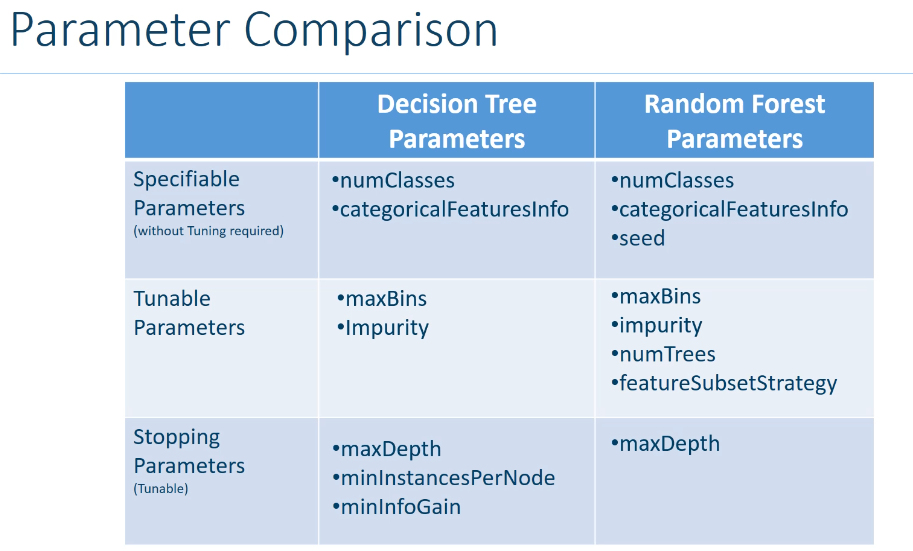 Parameter Comparison
Decision Tree
Parameters
Random Forest
Parameters
Specifiable
Parameters
(without Tuning required)
•numClasses
•categoricalFeaturesInfo
•numClasses
•categoricalFeaturesInfo
•seed
Tunable
Parameters
•maxBins
•Impurity
•maxBins
•impurity
•numTrees
•featureSubsetStrategy
Stopping
Parameters
(Tunable)
•maxDepth
•minInstancesPerNode
•minInfoGain
•maxDepth